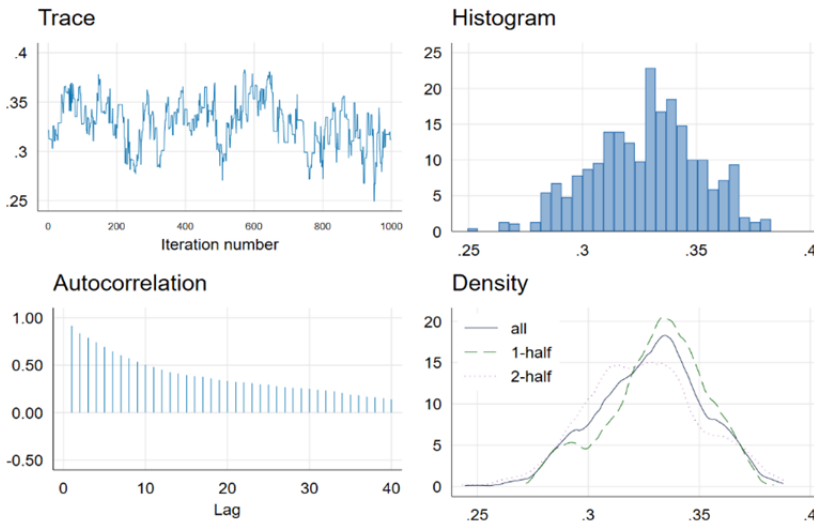 Trace
.4
.35
.3
.25
0 200 400 600 800 1000
Iteration number
Histogram
25
20
15
10
5
0
.25 .3 .35 .4
Autocorrelation
1.00
0.50
0.00
-0.50
0 10 20 30 40
Lag
Density
20
15
10
5
0
all
1-half
2-half
.25 .3 .35 .4